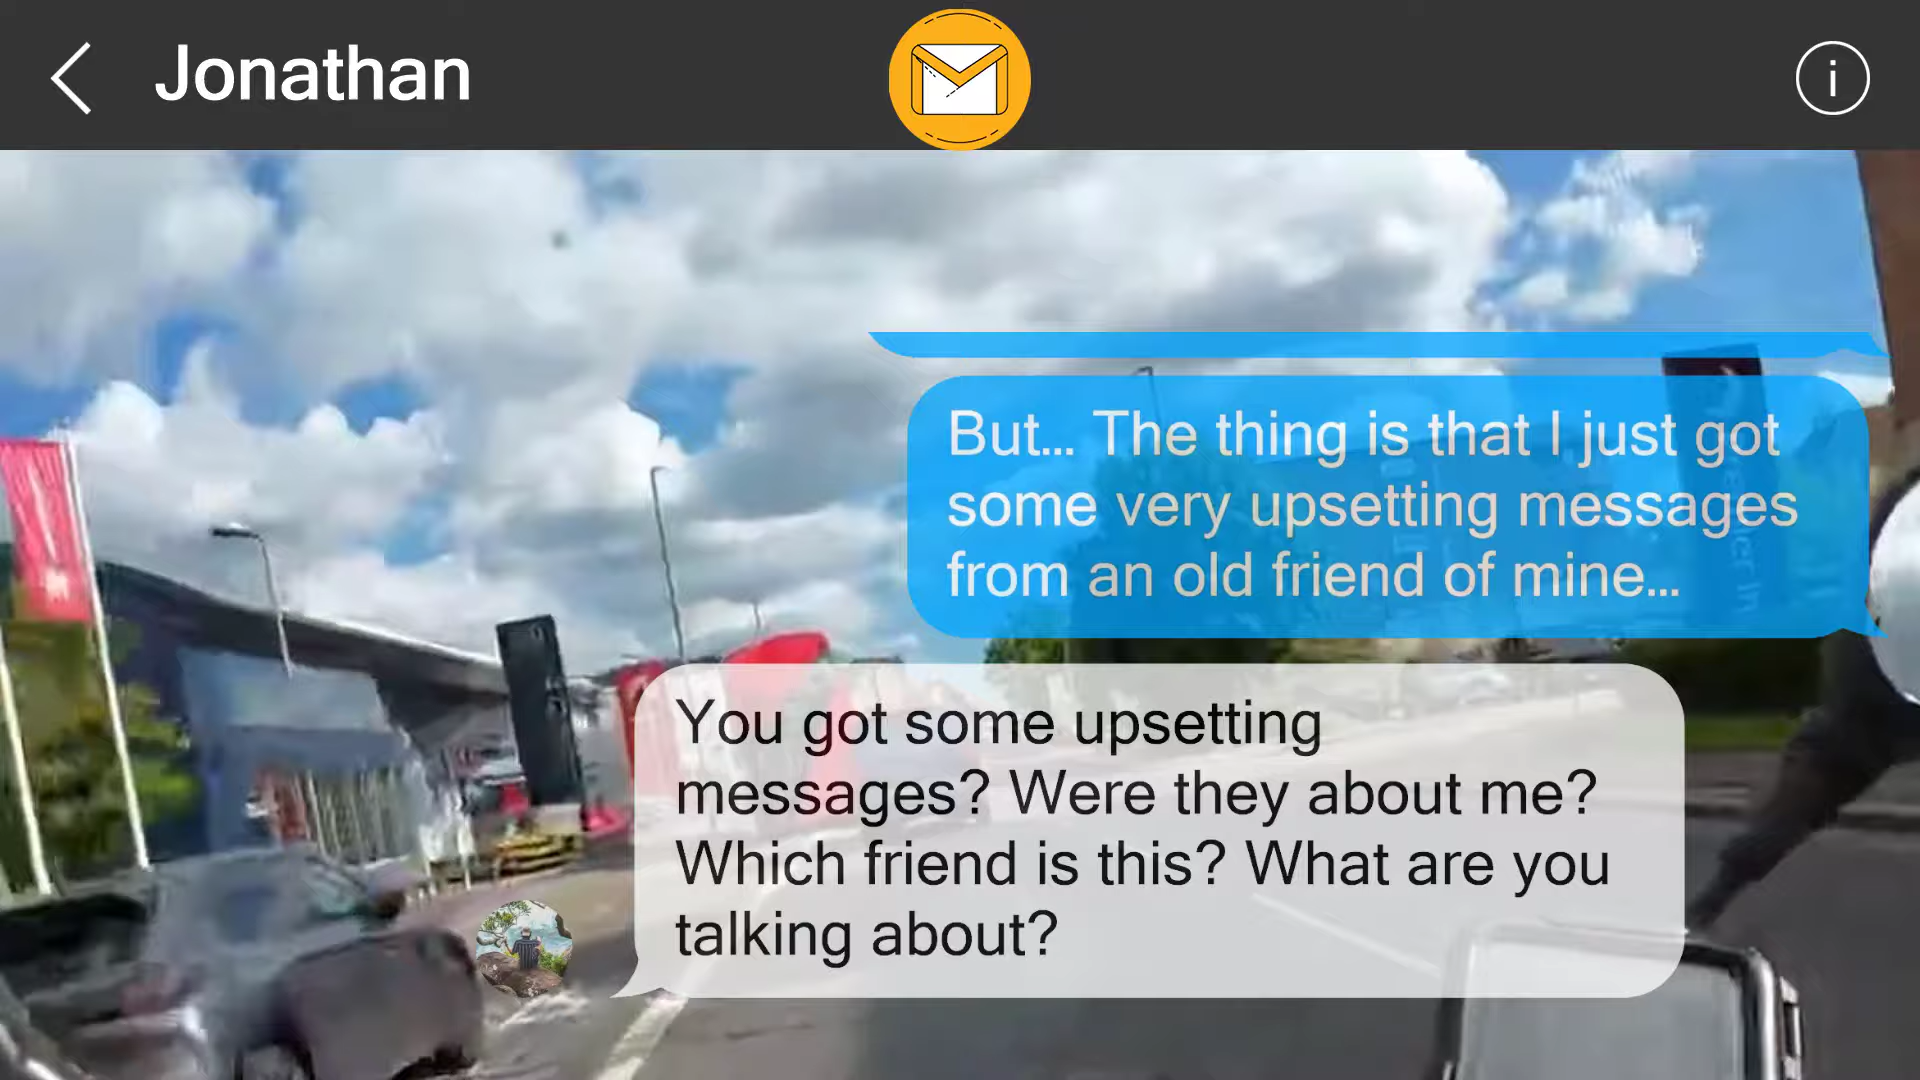 Jonathan
But... The thing is that I just got
some very upsetting messages
from an old friend of mine...
You got some upsetting
messages? Were they about me?
Which friend is this? What are you
talking about?